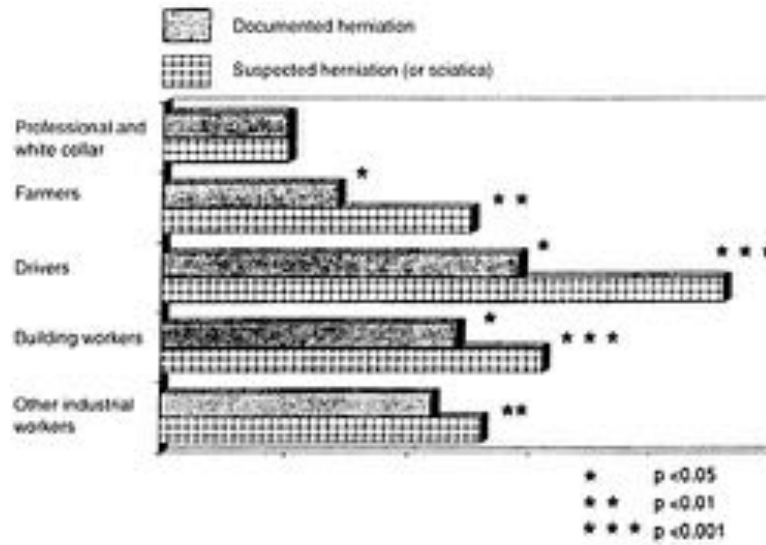 Documented herniation
Suspected herniation (or sciatica)
Professional and
white collar
*
Farmers
* *
*
* * *
Drivers
*
Building workers
* * *
Other industrial
workers
**
* p <0.05
* * p <0.01
* * * p <0.001